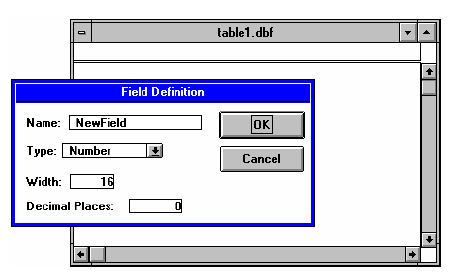 table1.dbf
Field Definition
Name: NewField
OK
Type: Number
Cancel
Width: 16
Decimal Places: 0